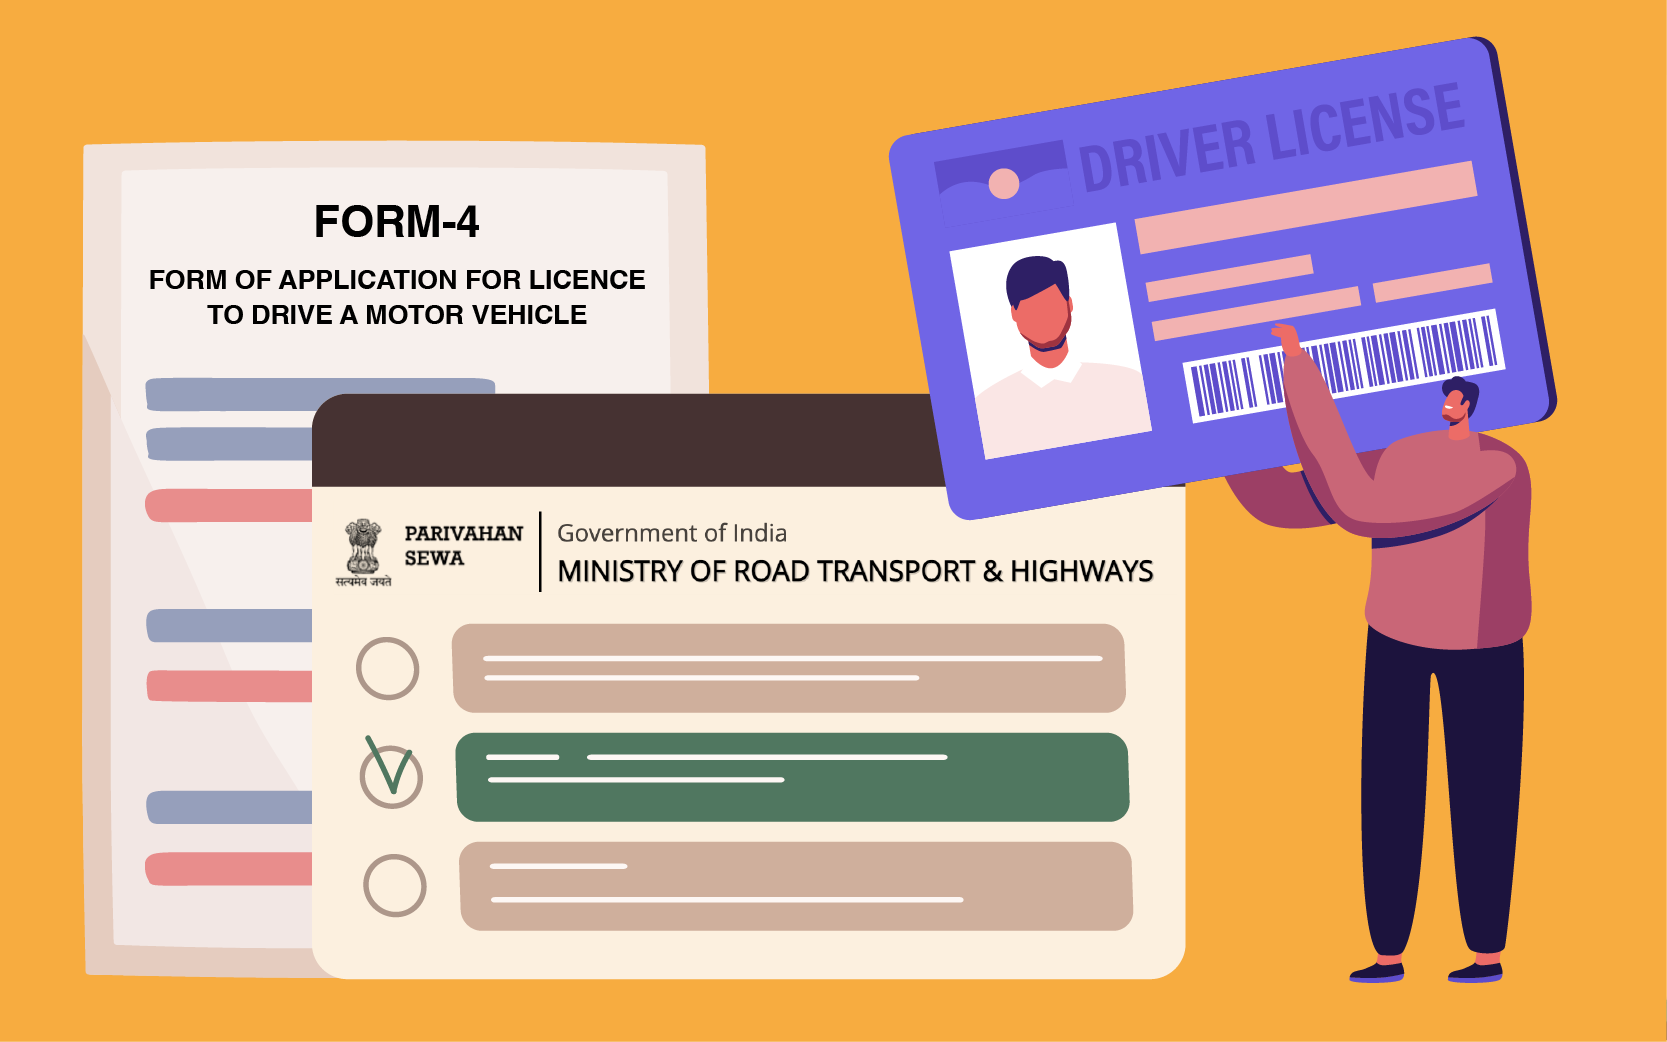 FORM-4
FORM OF APPLICATION FOR LICENCE
TO DRIVE A MOTOR VEHICLE
DRIVER LICENSE
सत्यमेव जयते
PARIVAHAN
SEWA
Government of India
MINISTRY OF ROAD TRANSPORT & HIGHWAYS